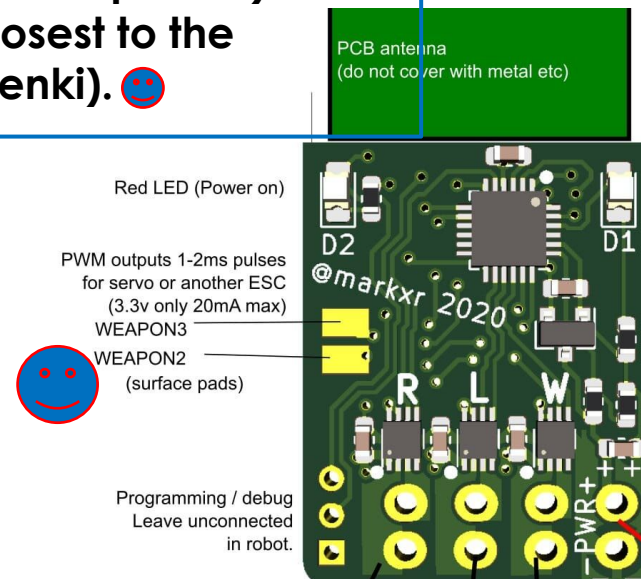 osest to the
enki).
PCB antenna
(do not cover with metal etc)
Red LED (Power on)
D2
D1
@markxr 2020
PWM outputs 1-2ms pulses
for servo or another ESC
(3.3v only 20mA max)
WEAPON3
WEAPON2
(surface pads)
R L W
Programming / debug
Leave unconnected
in robot.
-PWR+
++